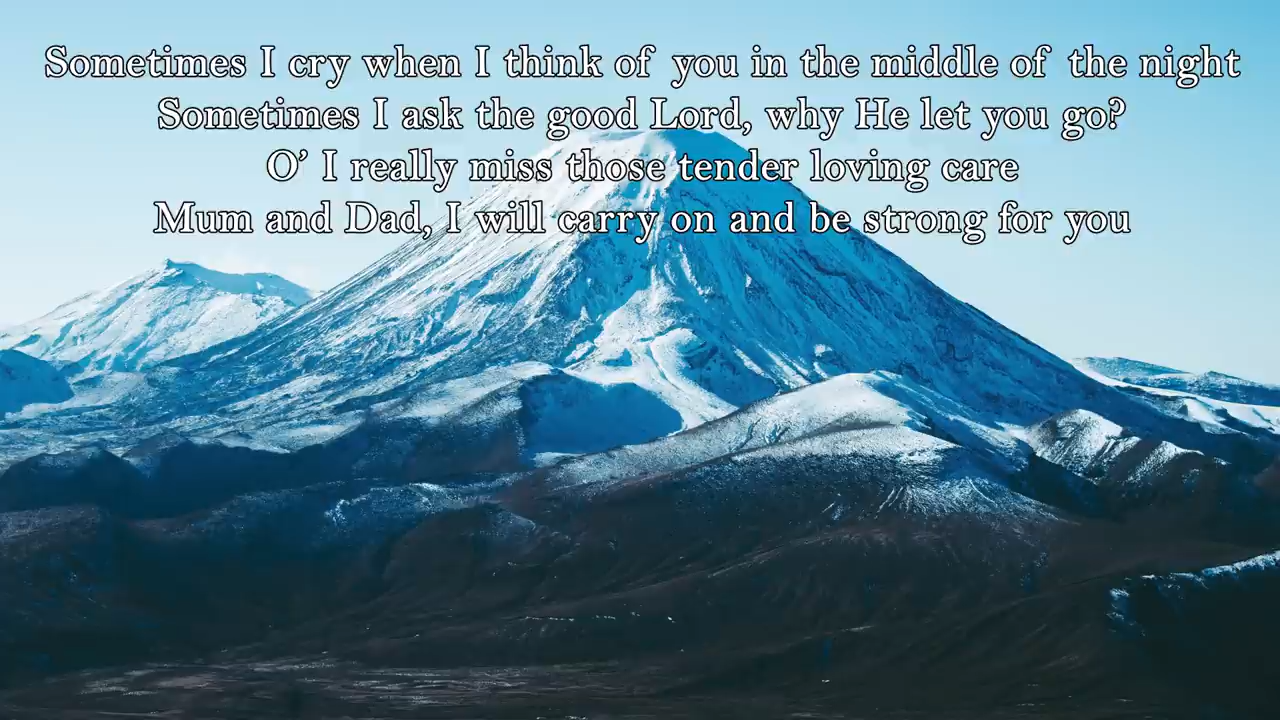 Sometimes I cry when I think of you in the middle of the night
Sometimes I ask the good Lord, why He let you go?
O’ I really miss those tender loving care
Mum and Dad, I will carry on and be strong for you